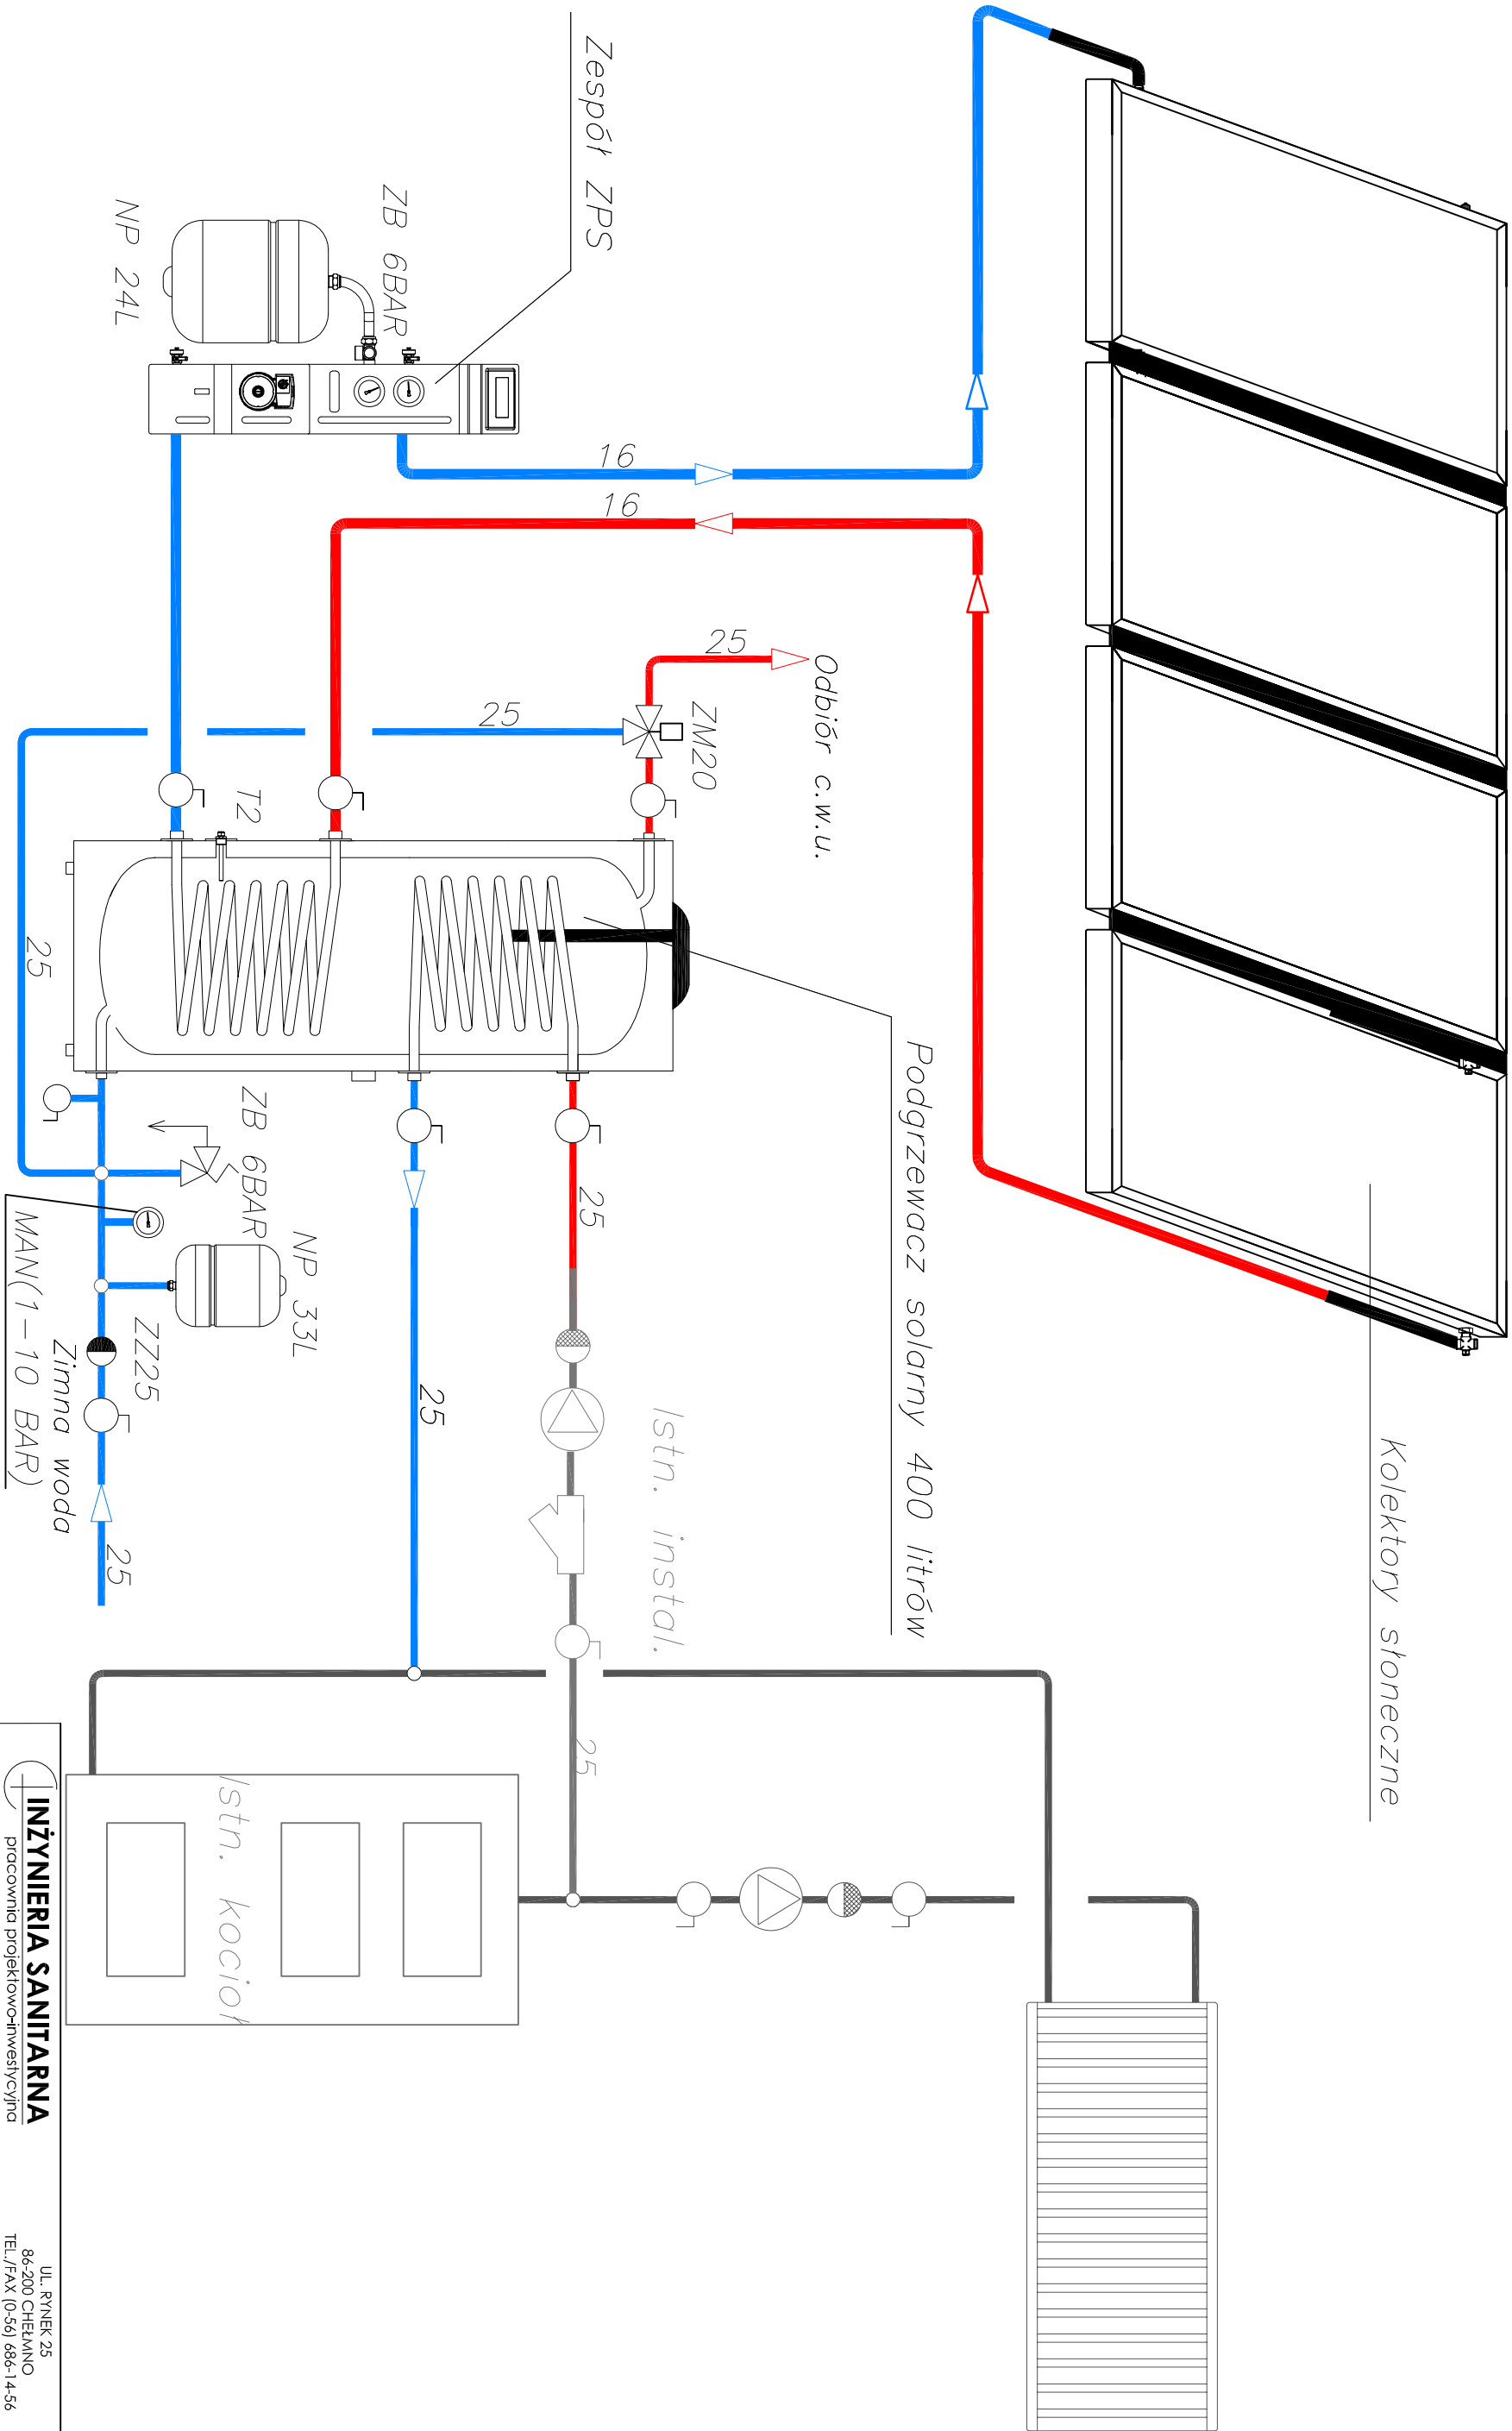 Kolektory słoneczne
Odbiór c.w.u.
Podgrzewacz solarny 400 litrów
25
ZM20
Istn. instal.
Zespół ZPS
16
16
25
25
25
25
ZB 6BAR
T2
ZB 6BAR
NP 33L
Istn. kocioł
NP 24L
ZZ25
25
25
Zimna woda
MAN(1-10 BAR)
INŻYNIERIA SANITARNA
pracownia projektowo-inwestycyjna
UL. RYNEK 25
86-200 CHEŁMNO
TEL./FAX (0-56) 686-14-56